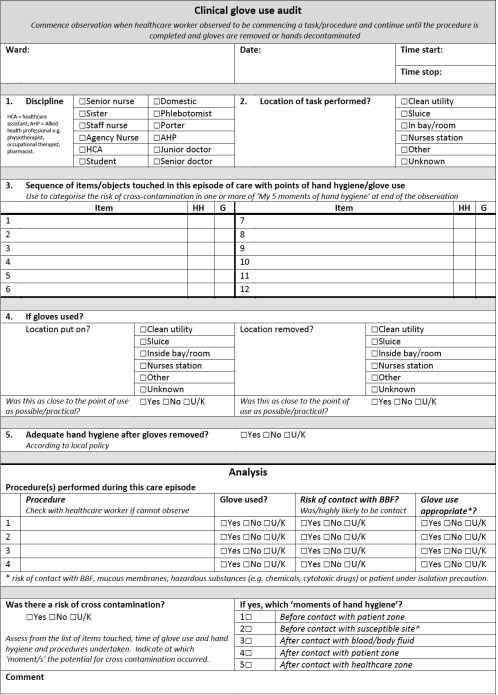 Clinical glove use audit
Commence observation when healthcare worker observed to be commencing a task/procedure and continue until the procedure is
completed and gloves are removed or hands decontaminated
Ward:
Date:
Time start:
Time stop:
1. Discipline
HCA = healthcare
assistant; AHP = Allied
health professional e.g.
physiotherapist,
occupational therapist,
pharmacist.
☐Senior nurse ☐Domestic
☐Sister ☐Phlebotomist
☐Staff nurse ☐Porter
☐Agency Nurse ☐AHP
☐HCA ☐Junior doctor
☐Student ☐Senior doctor
2. Location of task performed?
☐Clean utility
☐Sluice
☐In bay/room
☐Nurses station
☐Other
☐Unknown
3. Sequence of items/objects touched in this episode of care with points of hand hygiene/glove use
Use to categorise the risk of cross-contamination in one or more of ‘My 5 moments of hand hygiene’ at end of the observation
Item HH G Item HH G
1 7
2 8
3 9
4 10
5 11
6 12
4. If gloves used?
Location put on?
☐Clean utility
☐Sluice
☐Inside bay/room
☐Nurses station
☐Other
☐Unknown
Was this as close to the point of use
as possible/practical?
☐Yes ☐No ☐U/K
Location removed?
☐Clean utility
☐Sluice
☐Inside bay/room
☐Nurses station
☐Other
☐Unknown
Was this as close to the point of
use as possible/practical?
☐Yes ☐No ☐U/K
5. Adequate hand hygiene after gloves removed? ☐Yes ☐No ☐U/K
According to local policy
Analysis
Procedure(s) performed during this care episode
Procedure
Check with healthcare worker if cannot observe
Glove used?
Risk of contact with BBF?
Was/highly likely to be contact
Glove use
appropriate*?
1 ☐Yes ☐No ☐U/K ☐Yes ☐No ☐U/K ☐Yes ☐No ☐U/K
2 ☐Yes ☐No ☐U/K ☐Yes ☐No ☐U/K ☐Yes ☐No ☐U/K
3 ☐Yes ☐No ☐U/K ☐Yes ☐No ☐U/K ☐Yes ☐No ☐U/K
4 ☐Yes ☐No ☐U/K ☐Yes ☐No ☐U/K ☐Yes ☐No ☐U/K
* risk of contact with BBF, mucous membranes, hazardous substances (e.g. chemicals, cytotoxic drugs) or patient under isolation precaution.
Was there a risk of cross contamination?
☐Yes ☐No ☐U/K
Assess from the list of items touched, time of glove use and hand
hygiene and procedures undertaken. Indicate at which
‘moment/s’ the potential for cross contamination occurred.
If yes, which ‘moments of hand hygiene’?
1☐ Before contact with patient zone
2☐ Before contact with susceptible site^
3☐ After contact with blood/body fluid
4☐ After contact with patient zone
5☐ After contact with healthcare zone
Comment